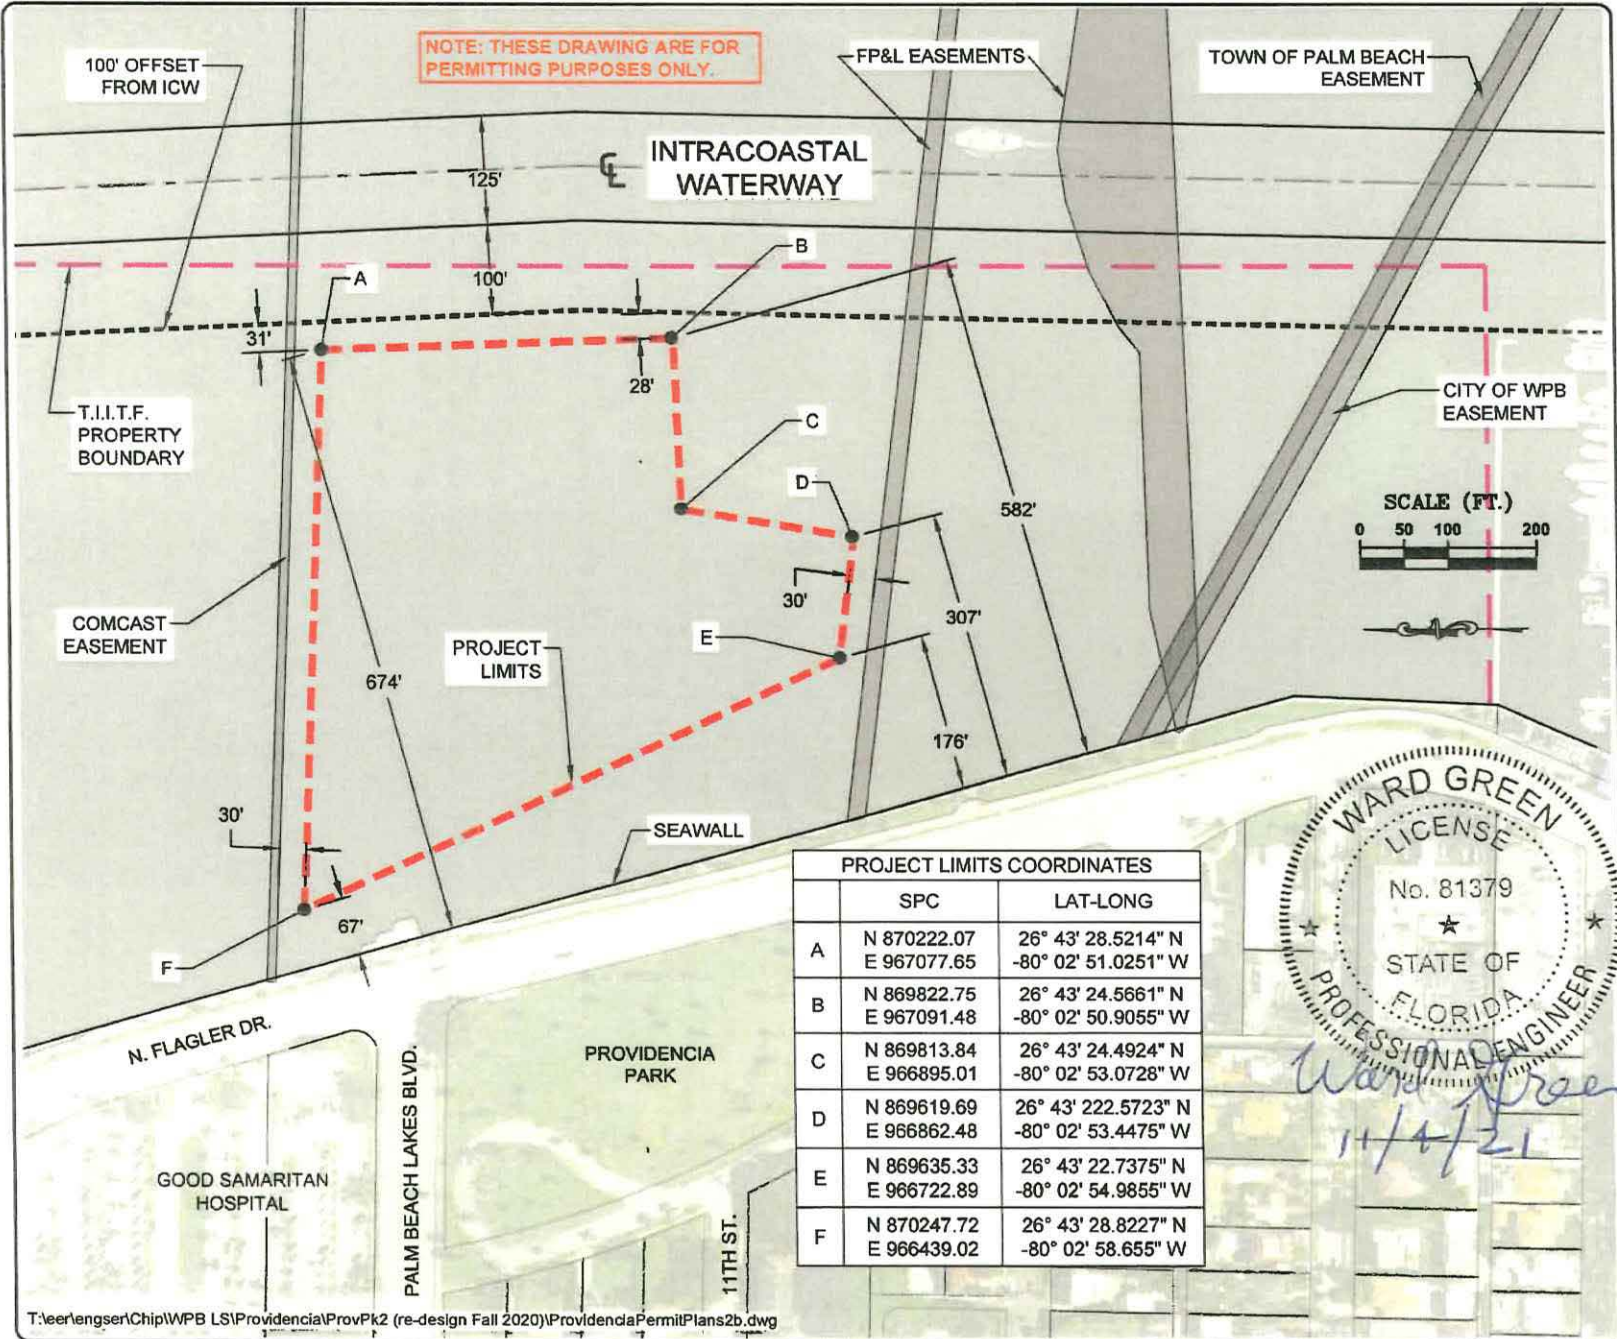 NOTE: THESE DRAWING ARE FOR
PERMITTING PURPOSES ONLY.
100' OFFSET
FROM ICW
FP&L EASEMENTS
TOWN OF PALM BEACH
EASEMENT
125'
CL
INTRACOASTAL
WATERWAY
A
100'
B
31'
28'
T.I.I.T.F.
PROPERTY
BOUNDARY
CITY OF WPB
EASEMENT
C
D
582'
SCALE (FT.)
0 50 100 200
COMCAST
EASEMENT
30'
307'
E
PROJECT
LIMITS
674'
176'
30'
SEAWALL
67'
F
N. FLAGLER DR.
PALM BEACH LAKES BLVD.
PROVIDENCIA
PARK
GOOD SAMARITAN
HOSPITAL
11TH ST.
PROJECT LIMITS COORDINATES
SPC LAT-LONG
A N 870222.07 26° 43' 28.5214" N
E 967077.65 -80° 02' 51.0251" W
B N 869822.75 26° 43' 24.5661" N
E 967091.48 -80° 02' 50.9055" W
C N 869813.84 26° 43' 24.4924" N
E 966895.01 -80° 02' 53.0728" W
D N 869619.69 26° 43' 222.5723" N
E 966862.48 -80° 02' 53.4475" W
E N 869635.33 26° 43' 22.7375" N
E 966722.89 -80° 02' 54.9855" W
F N 870247.72 26° 43' 28.8227" N
E 966439.02 -80° 02' 58.655" W
WARD GREEN
LICENSE
No. 81379
STATE OF
FLORIDA
PROFESSIONAL ENGINEER
Ward Green
11/4/21
T:\eer\engser\Chip\WPB LS\Providencia\ProvPk2 (re-design Fall 2020)\ProvidenciaPermitPlans2b.dwg